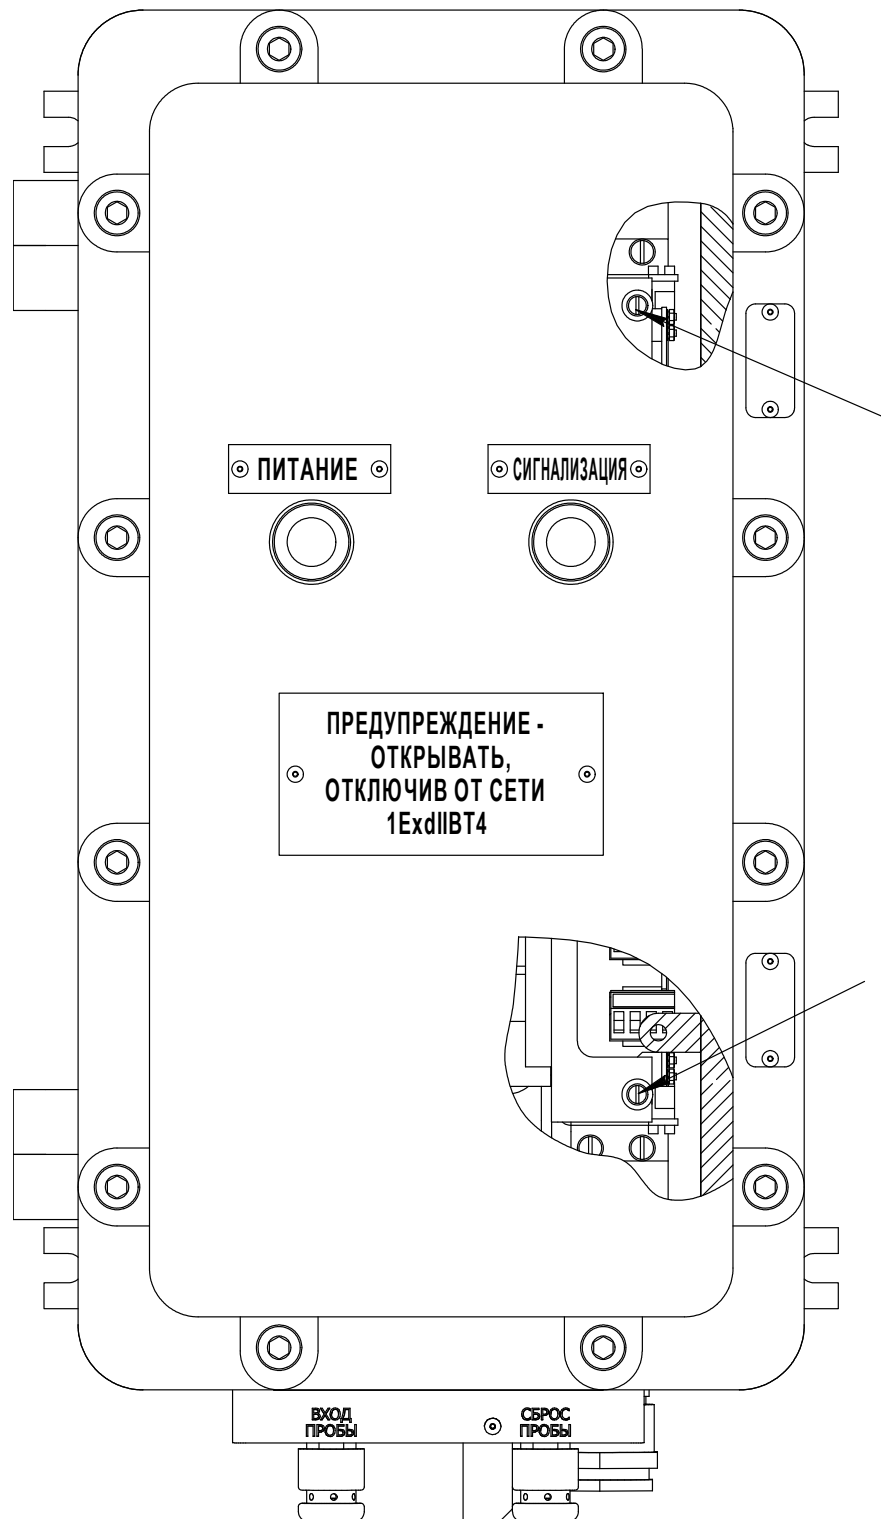 ПИТАНИЕ
СИГНАЛИЗАЦИЯ
ПРЕДУПРЕЖДЕНИЕ -
ОТКРЫВАТЬ,
ОТКЛЮЧИВ ОТ СЕТИ
1ExdIIBT4
ВХОД
ПРОБЫ
СБРОС
ПРОБЫ